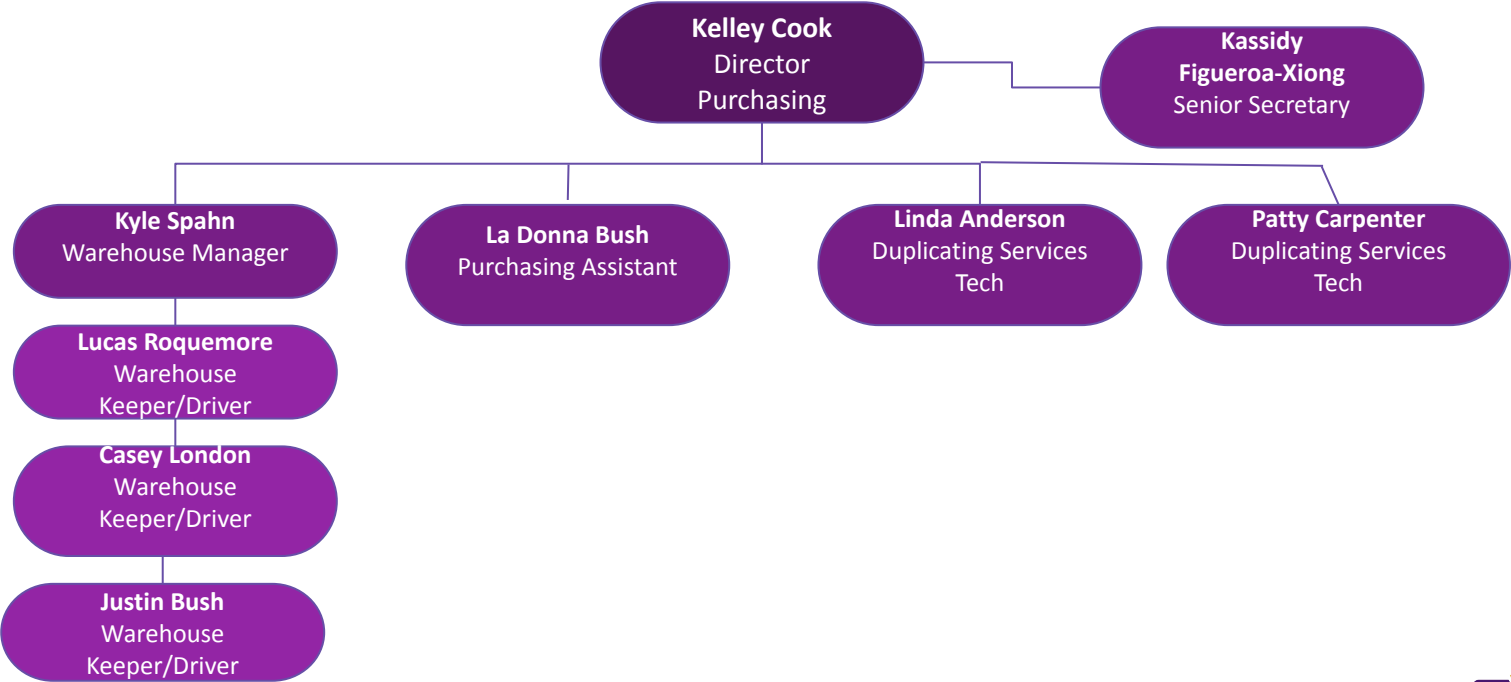 Kelley Cook
Director
Purchasing
Kassidy
Figueroa-Xiong
Senior Secretary
Kyle Spahn
Warehouse Manager
La Donna Bush
Purchasing Assistant
Linda Anderson
Duplicating Services
Tech
Patty Carpenter
Duplicating Services
Tech
Lucas Roquemore
Warehouse
Keeper/Driver
Casey London
Warehouse
Keeper/Driver
Justin Bush
Warehouse
Keeper/Driver